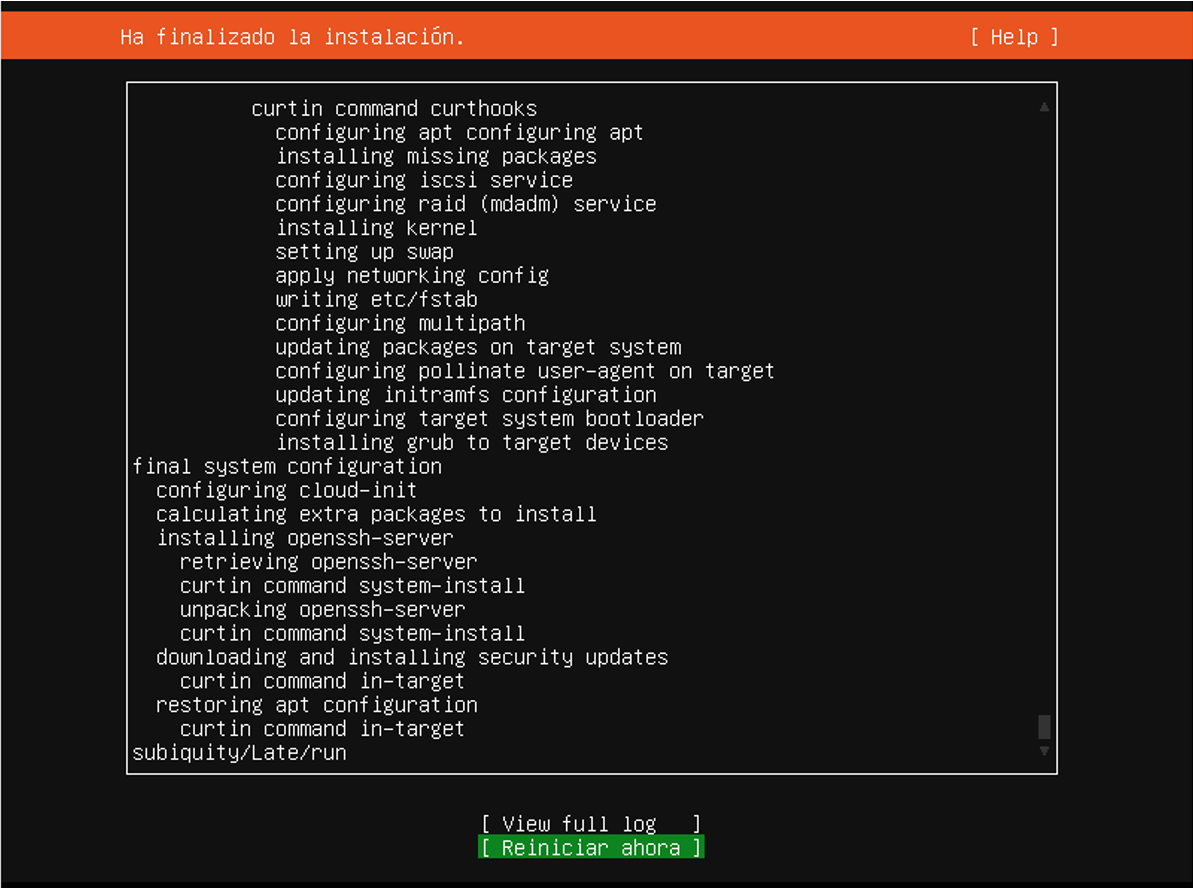 Ha finalizado la instalación. [ Help ]
curtin command curthooks
configuring apt configuring apt
installing missing packages
configuring iscsi service
configuring raid (mdadm) service
installing kernel
setting up swap
apply networking config
writing etc/fstab
configuring multipath
updating packages on target system
configuring pollinate user-agent on target
updating initramfs configuration
configuring target system bootloader
installing grub to target devices
final system configuration
configuring cloud-init
calculating extra packages to install
installing openssh-server
retrieving openssh-server
curtin command system-install
unpacking openssh-server
curtin command system-install
downloading and installing security updates
curtin command in-target
restoring apt configuration
curtin command in-target
subiquity/Late/run
[ View full log ]
[ Reiniciar ahora ]